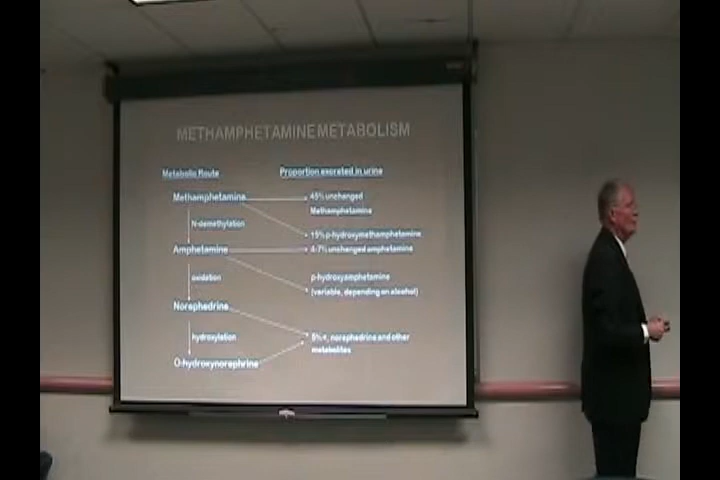 METHAMPHETAMINE METABOLISM
Metabolic Route
Proportion excreted in urine
Methamphetamine
45% unchanged
Methamphetamine
N-demethylation
15% p-hydroxymethamphetamine
Amphetamine
4-7% unchanged amphetamine
oxidation
p-hydroxyamphetamine
(variable, depending on alcohol)
Norephedrine
hydroxylation
5% +, norephedrine and other
metabolites
O-hydroxynorephrine